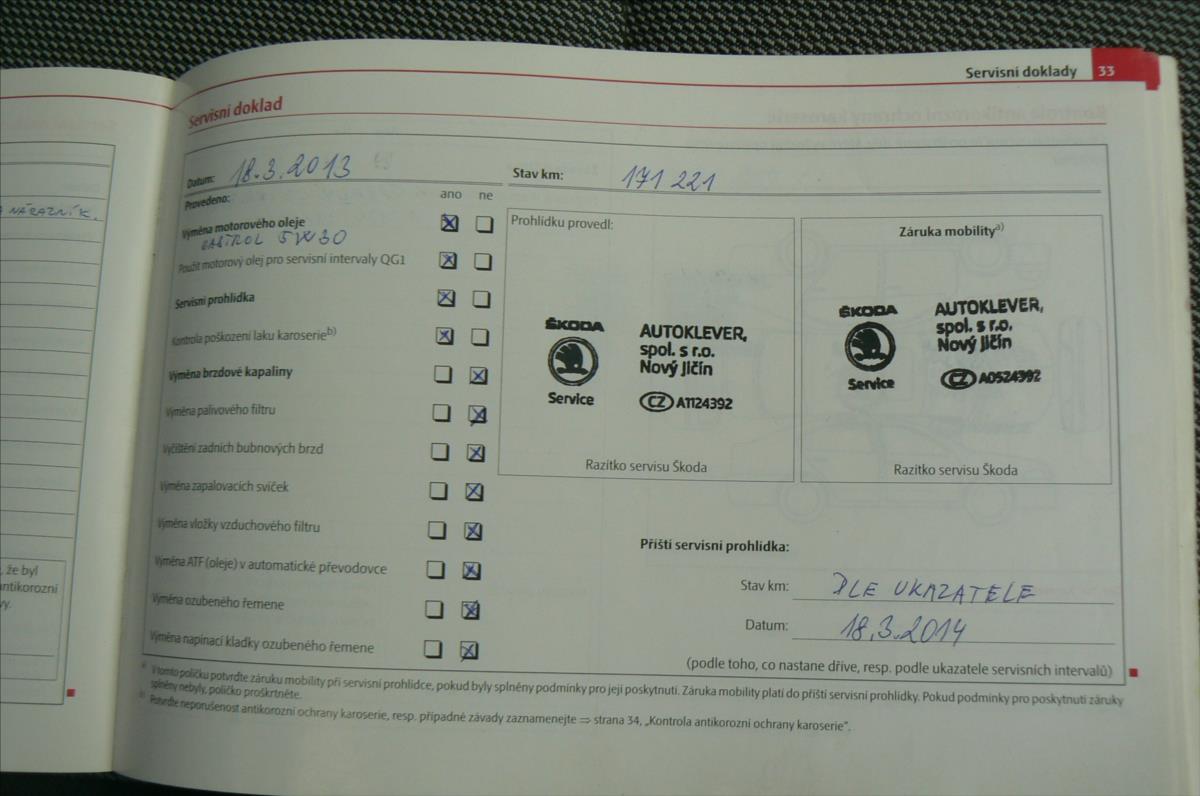 Servisní doklady 33
Servisní doklad
Datum: 18.3.2013
Stav km: 171 221
Provedeno: ano ne
Výměna motorového oleje
CASTROL 5W30
Použit motorový olej pro servisní intervaly QG1
Servisní prohlídka
Kontrola poškození laku karoserie b)
Výměna brzdové kapaliny
Výměna palivového filtru
Vyčištění zadních bubnových brzd
Výměna zapalovacích svíček
Výměna vložky vzduchového filtru
Výměna ATF (oleje) v automatické převodovce
Výměna ozubeného řemene
Výměna napínací kladky ozubeného řemene
Prohlídku provedl:
ŠKODA
Service
AUTOKLEVER,
spol. s r.o.
Nový Jičín
CZ A1124392
Razítko servisu Škoda
Záruka mobility a)
ŠKODA
Service
AUTOKLEVER,
spol. s r.o.
Nový Jičín
CZ A0524392
Razítko servisu Škoda
Příští servisní prohlídka:
Stav km: DLE UKAZATELE
Datum: 18.3.2014
(podle toho, co nastane dříve, resp. podle ukazatele servisních intervalů)
a) V tomto políčku potvrďte záruku mobility při servisní prohlídce, pokud byly splněny podmínky pro její poskytnutí. Záruka mobility platí do příští servisní prohlídky. Pokud podmínky pro poskytnutí záruky
splněny nebyly, políčko proškrtněte.
b) Potvrďte neporušenost antikorozní ochrany karoserie, resp. případné závady zaznamenejte ⇒ strana 34, „Kontrola antikorozní ochrany karoserie".
NÁRAZNÍK.
, že byl
antikorozní
vy.